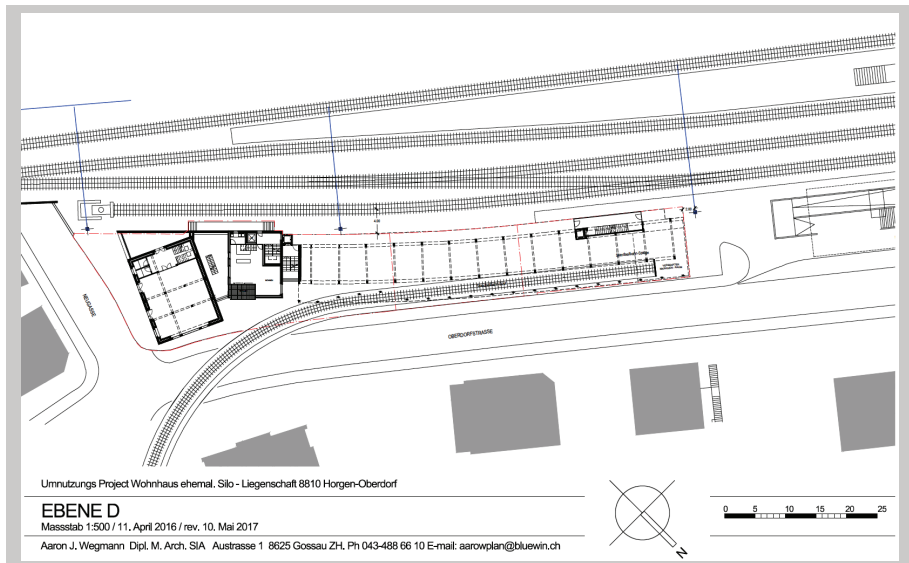 NEUGASSE
OBERDORFSTRASSE
Umnutzungs Project Wohnhaus ehemal. Silo - Liegenschaft 8810 Horgen-Oberdorf
EBENE D
Massstab 1:500 / 11. April 2016 / rev. 10. Mai 2017
Aaron J. Wegmann Dipl. M. Arch. SIA Austrasse 1 8625 Gossau ZH. Ph 043-488 66 10 E-mail: aarowplan@bluewin.ch
N
0 5 10 15 20 25